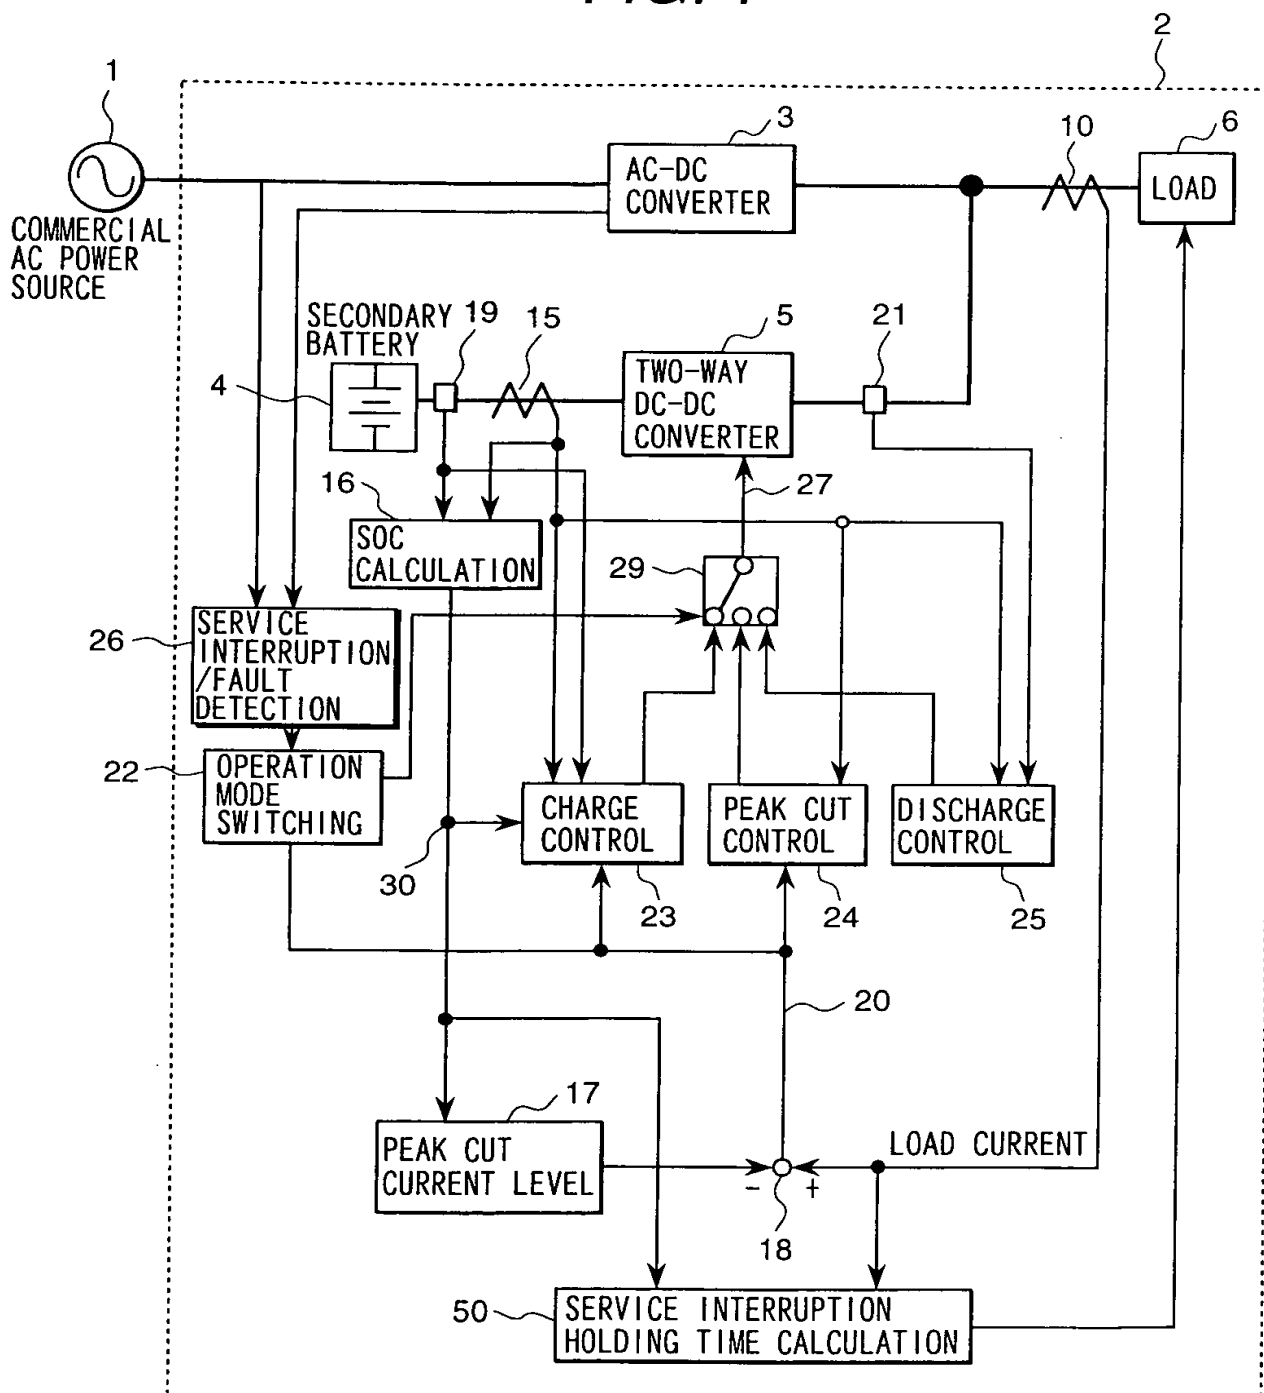 2
1
3
10
6
AC-DC
CONVERTER
LOAD
COMMERCIAL
AC POWER
SOURCE
SECONDARY
BATTERY
19
15
5
21
4
TWO-WAY
DC-DC
CONVERTER
16
27
SOC
CALCULATION
29
26
SERVICE
INTERRUPTION
/FAULT
DETECTION
22
OPERATION
MODE
SWITCHING
CHARGE
CONTROL
PEAK CUT
CONTROL
DISCHARGE
CONTROL
30
23
24
25
20
17
PEAK CUT
CURRENT LEVEL
LOAD CURRENT
- +
18
50
SERVICE INTERRUPTION
HOLDING TIME CALCULATION